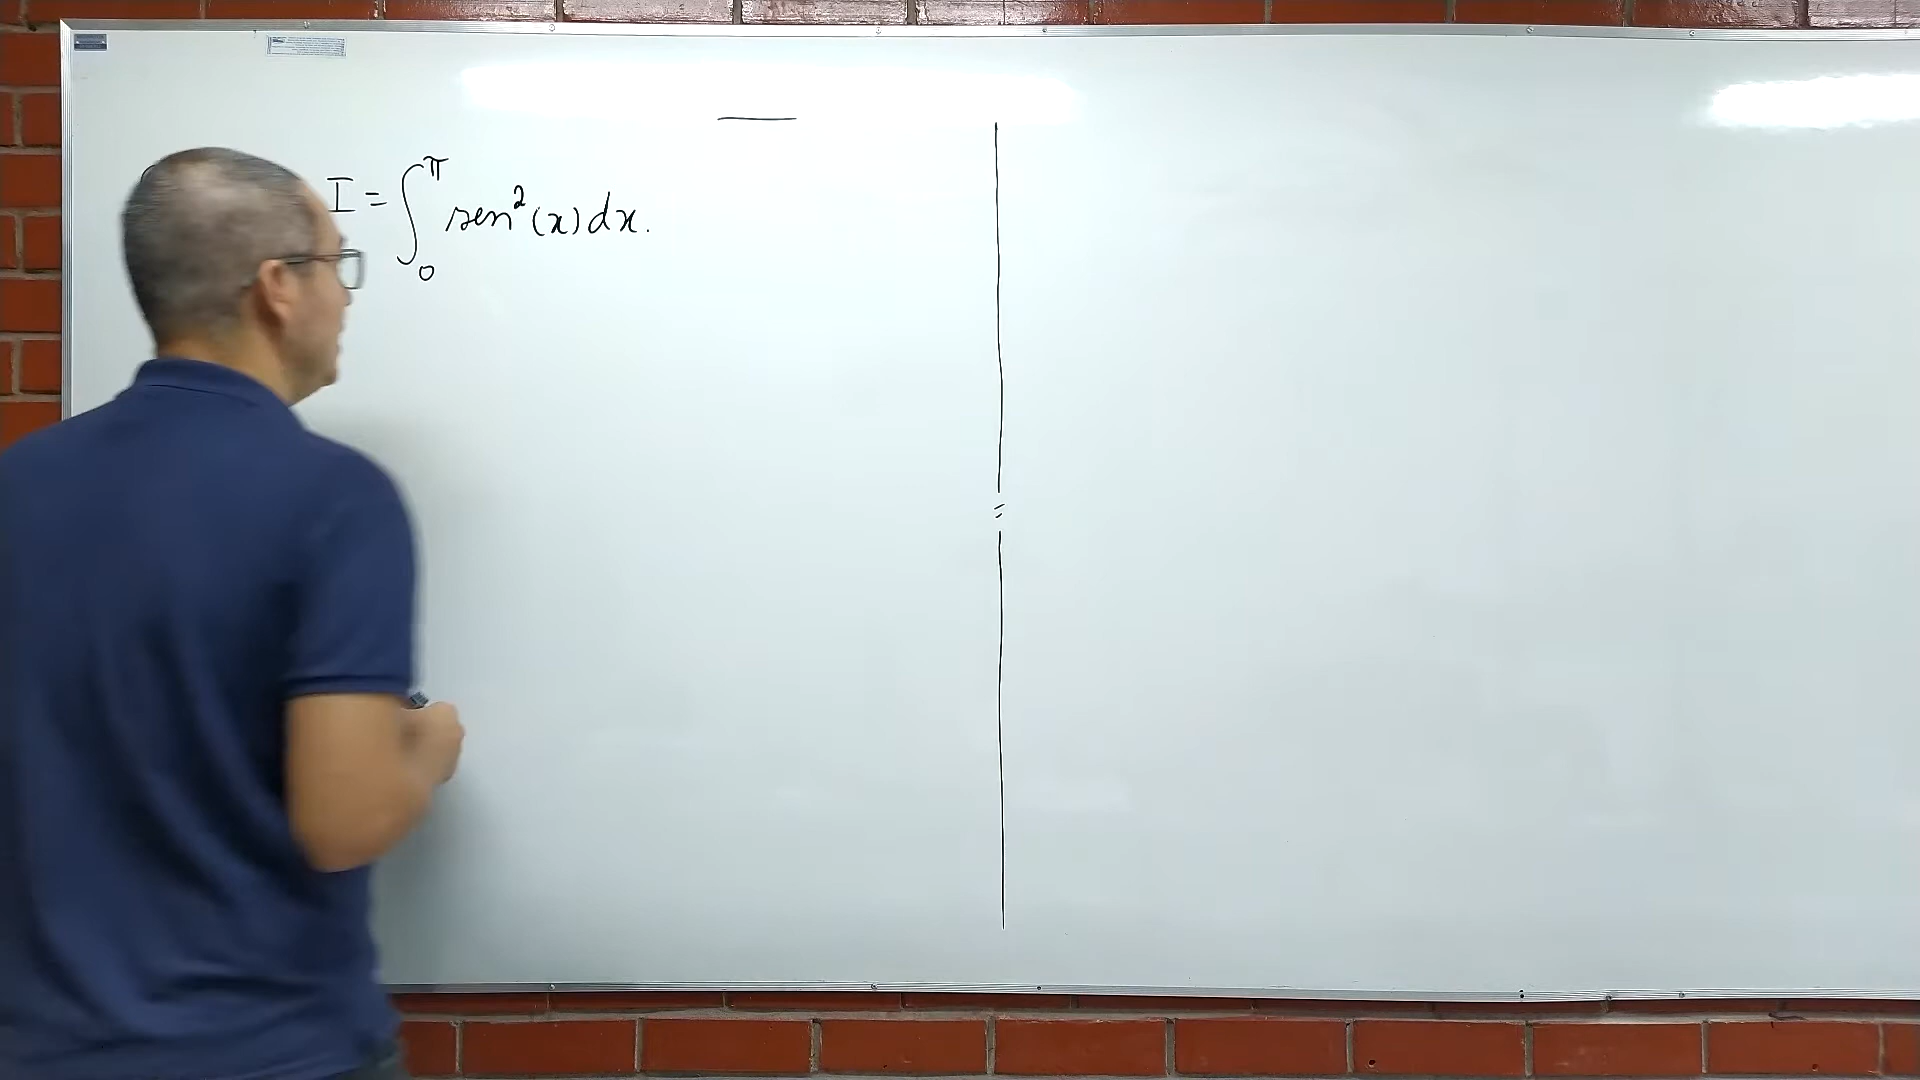 I = ∫₀^π sen²(x) dx.